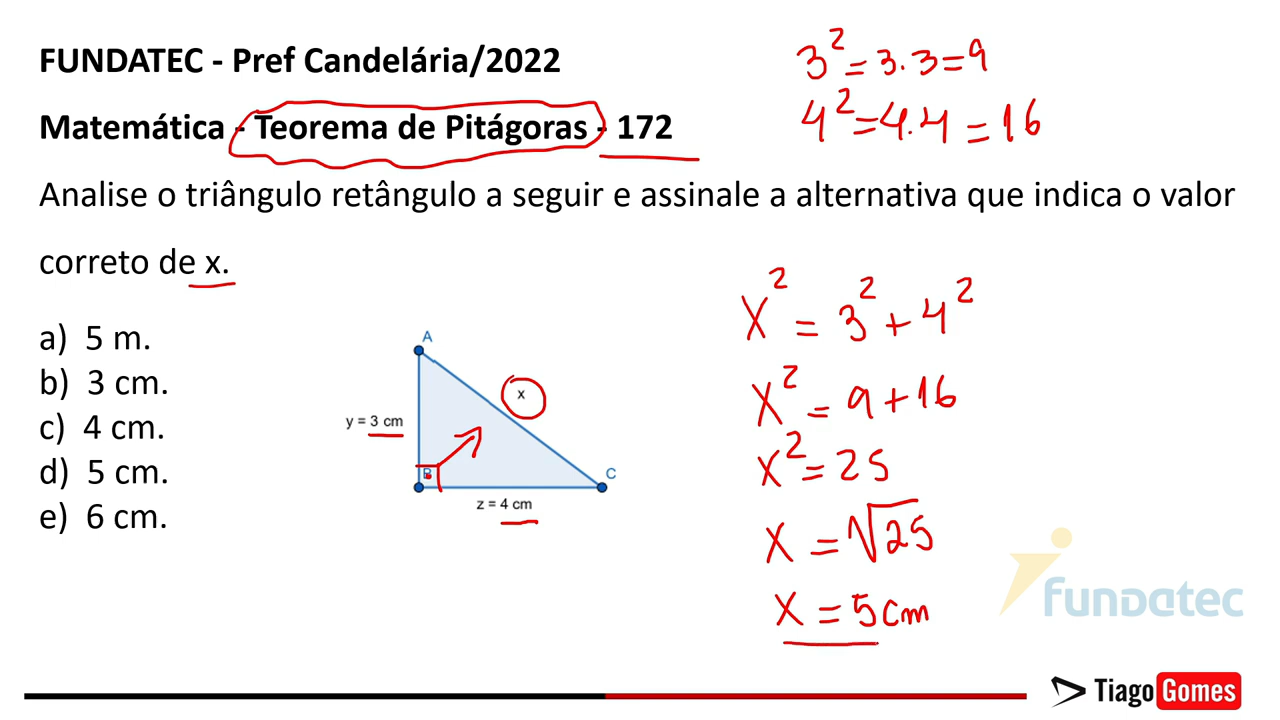 FUNDATEC - Pref Candelária/2022
Matemática - Teorema de Pitágoras - 172
Analise o triângulo retângulo a seguir e assinale a alternativa que indica o valor
correto de x.
a) 5 m.
b) 3 cm.
c) 4 cm.
d) 5 cm.
e) 6 cm.
A
x
y = 3 cm
B
C
z = 4 cm
3² = 3.3 = 9
4² = 4.4 = 16
x² = 3² + 4²
x² = 9 + 16
x² = 25
x = √25
x = 5cm
fundatec
Tiago Gomes